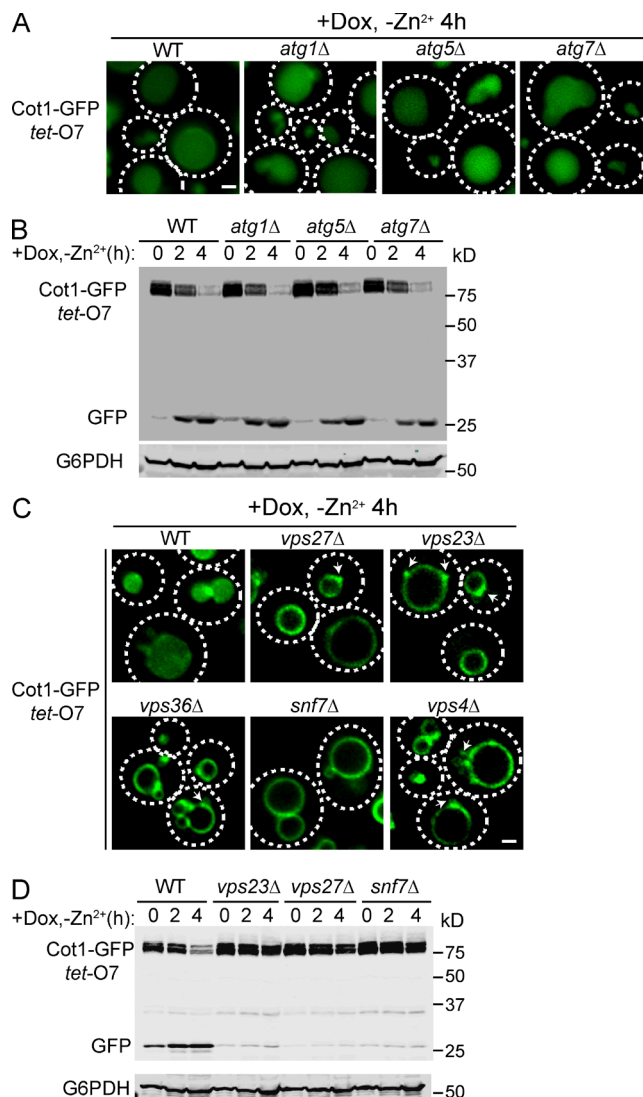 A
+Dox, -Zn²⁺ 4h
WT atg1Δ atg5Δ atg7Δ
Cot1-GFP
tet-O7
B
WT atg1Δ atg5Δ atg7Δ
+Dox,-Zn²⁺(h): 0 2 4 0 2 4 0 2 4 0 2 4 kD
Cot1-GFP
tet-O7
75
50
37
GFP
25
G6PDH
50
C
+Dox, -Zn²⁺ 4h
WT vps27Δ vps23Δ
Cot1-GFP
tet-O7
vps36Δ snf7Δ vps4Δ
D
WT vps23Δ vps27Δ snf7Δ
+Dox,-Zn²⁺(h): 0 2 4 0 2 4 0 2 4 0 2 4 kD
Cot1-GFP
tet-O7
75
50
37
GFP
25
G6PDH
50